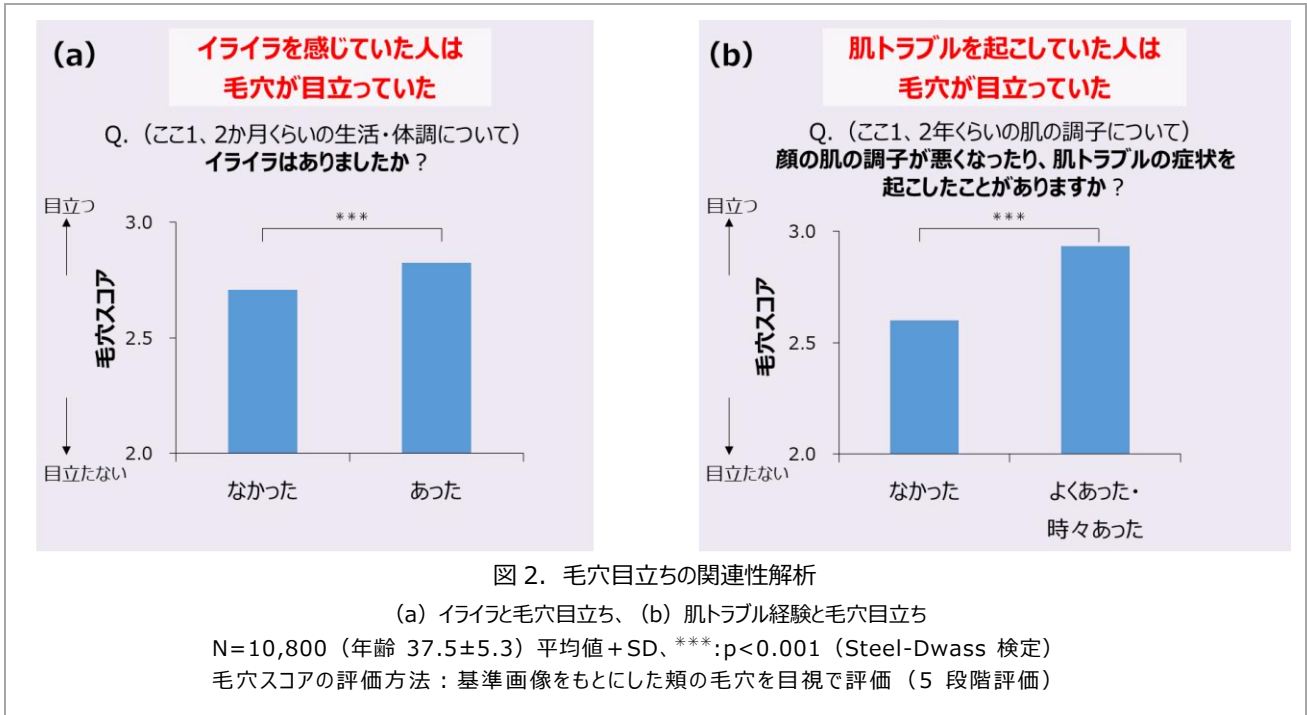 (a)
イライラを感じていた人は
毛穴が目立っていた
Q.（ここ1、2か月くらいの生活・体調について）
イライラはありましたか？
目立つ
毛穴スコア
目立たない
3.0
2.5
2.0
***
なかった
あった
(b)
肌トラブルを起こしていた人は
毛穴が目立っていた
Q.（ここ1、2年くらいの肌の調子について）
顔の肌の調子が悪くなったり、肌トラブルの症状を
起こしたことがありますか？
目立つ
毛穴スコア
目立たない
3.0
2.5
2.0
***
なかった
よくあった・
時々あった
図 2．毛穴目立ちの関連性解析
(a) イライラと毛穴目立ち、(b) 肌トラブル経験と毛穴目立ち
N=10,800（年齢 37.5±5.3）平均値＋SD、***:p<0.001（Steel-Dwass 検定）
毛穴スコアの評価方法：基準画像をもとにした頬の毛穴を目視で評価（5 段階評価）